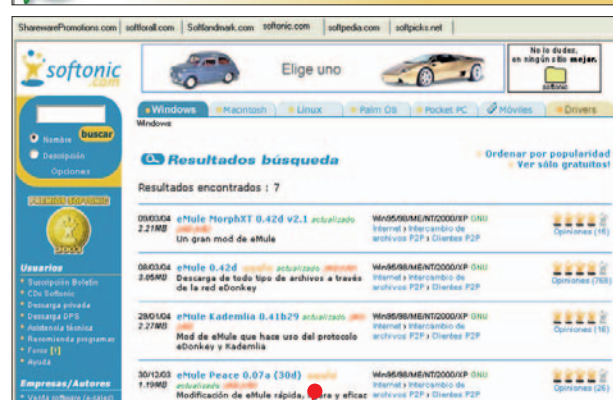 SharewarePromotions.com
softforall.com
Softlandmark.com
softonic.com
softpedia.com
softpicks.net
softonic
.com
Elige uno
No lo dudes,
en ningún sitio mejor.
softonic
Windows
Macintosh
Linux
Palm OS
Pocket PC
Móviles
Drivers
Windows
buscar
Nombre
Descripción
Opciones
Resultados búsqueda
Ordenar por popularidad
Ver sólo gratuitos!
Resultados encontrados : 7
PREMIOS SOFTONIC
2003
Usuarios
Suscripción Boletín
CDs Softonic
Descarga privada
Descarga DPS
Asistencia técnica
Recomienda programas
Foros [!]
Ayuda
Empresas/Autores
09/03/04 eMule MorphXT 0.42d v2.1 actualizado Win95/98/ME/NT/2000/XP GNU
2.21MB Internet › Intercambio de
Un gran mod de eMule archivos P2P › Clientes P2P
Opiniones (16)
08/03/04 eMule 0.42d español actualizado Win95/98/ME/NT/2000/XP GNU
3.05MB Descarga de todo tipo de archivos a través Internet › Intercambio de
de la red eDonkey archivos P2P › Clientes P2P
Opiniones (769)
28/01/04 eMule Kademlia 0.41b29 actualizado Win95/98/ME/NT/2000/XP GNU
2.27MB Internet › Intercambio de
Mod de eMule que hace uso del protocolo archivos P2P › Clientes P2P
eDonkey y Kademlia
Opiniones (16)
30/12/03 eMule Peace 0.07a (30d) español Win95/98/ME/NT/2000/XP GNU
1.19MB actualizado Internet › Intercambio de
Modificación de eMule rápida, y eficaz archivos P2P › Clientes P2P
Opiniones (26)